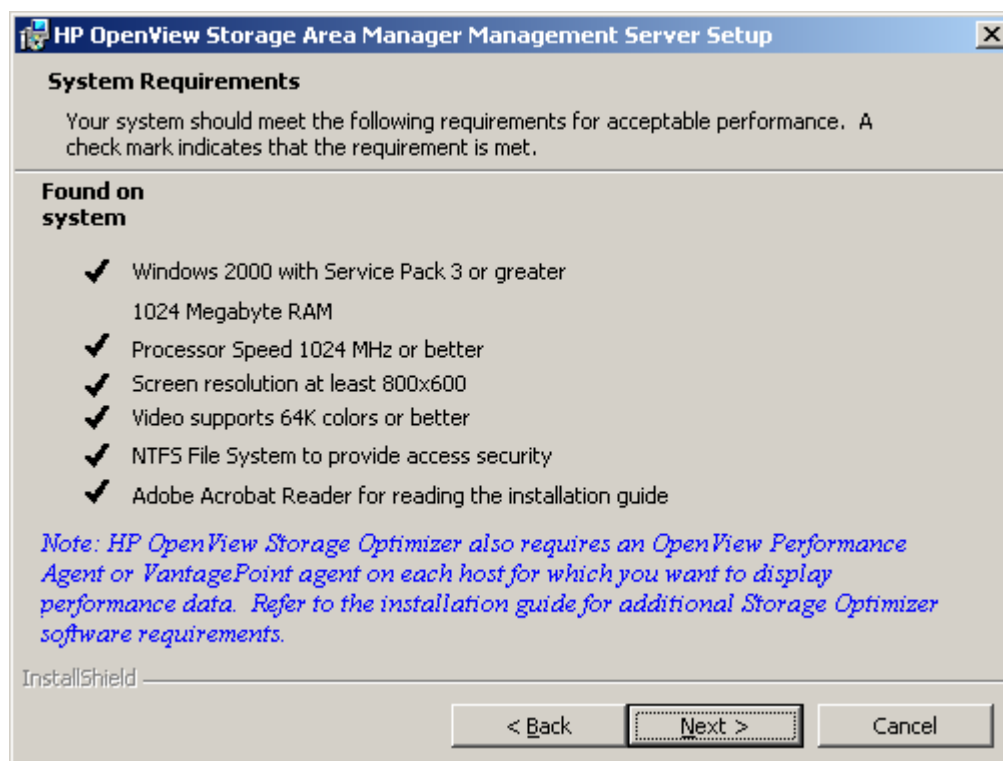 HP OpenView Storage Area Manager Management Server Setup
System Requirements
Your system should meet the following requirements for acceptable performance. A
check mark indicates that the requirement is met.
Found on
system
Windows 2000 with Service Pack 3 or greater
1024 Megabyte RAM
Processor Speed 1024 MHz or better
Screen resolution at least 800x600
Video supports 64K colors or better
NTFS File System to provide access security
Adobe Acrobat Reader for reading the installation guide
Note: HP OpenView Storage Optimizer also requires an OpenView Performance
Agent or VantagePoint agent on each host for which you want to display
performance data. Refer to the installation guide for additional Storage Optimizer
software requirements.
InstallShield
< Back Next > Cancel